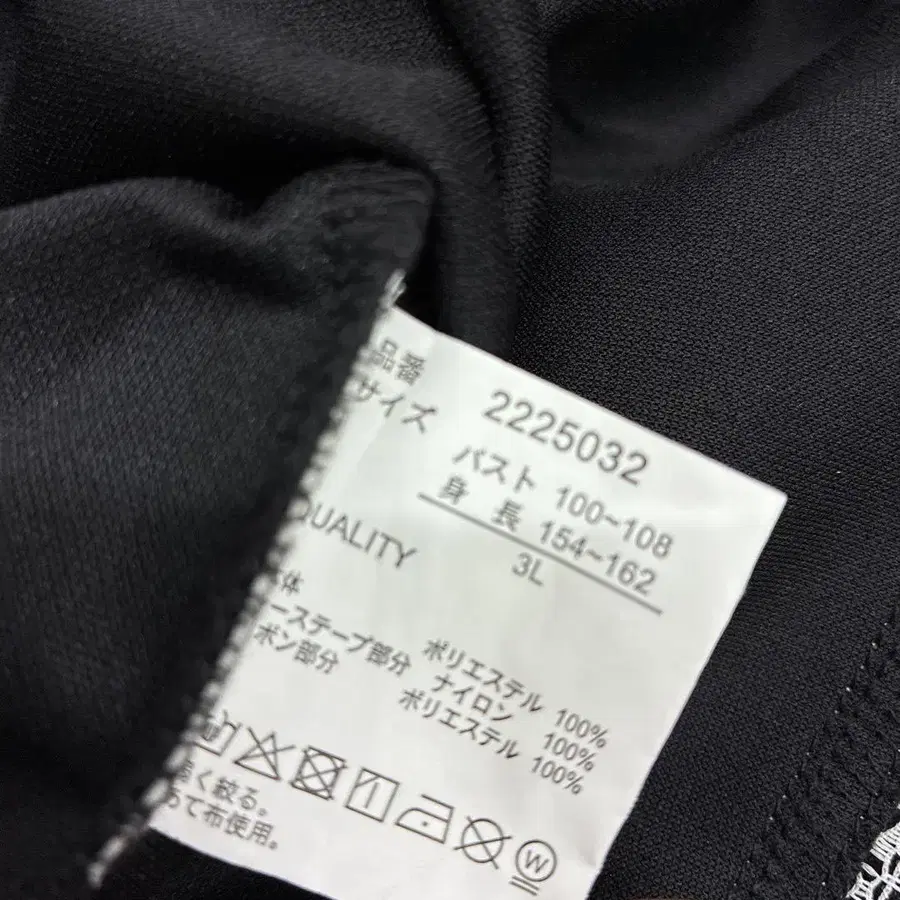 品番 2225032
サイズ バスト 100~108
身長 154~162
3L
QUALITY
体 ポリエステル 100%
ーステープ部分 ナイロン 100%
ボン部分 ポリエステル 100%
W
く絞る。
あて布使用。